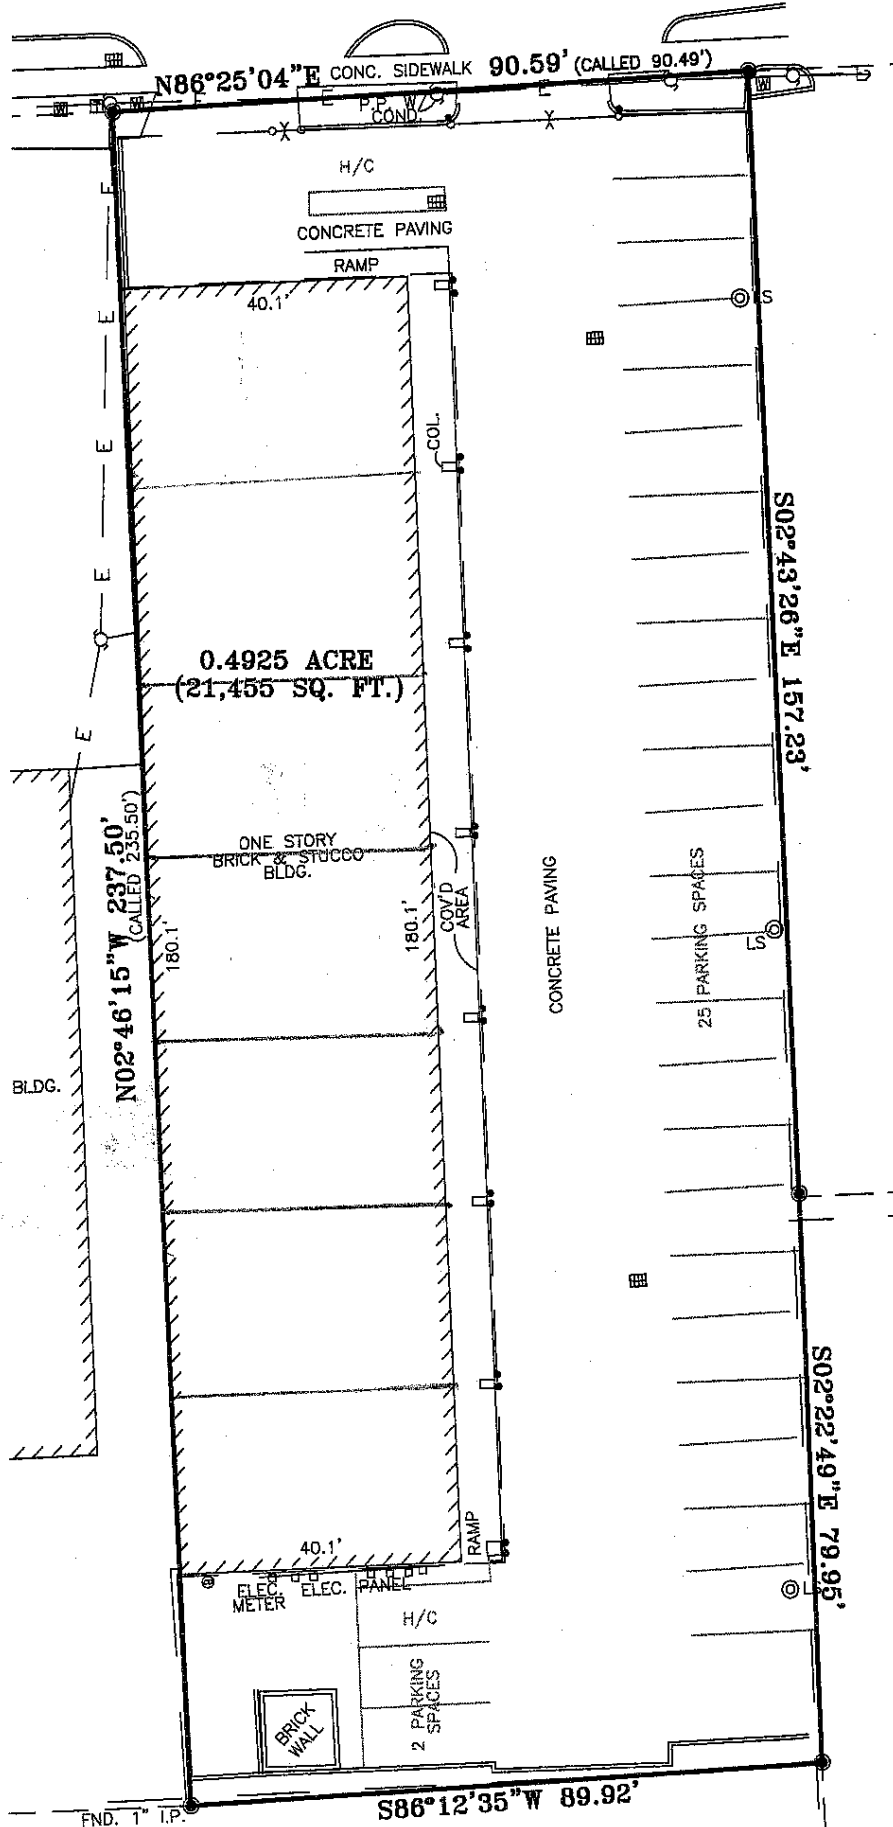 N86°25'04"E CONC. SIDEWALK 90.59' (CALLED 90.49')
W T W E E P.P. W E W
COND.
X X
H/C
CONCRETE PAVING
RAMP
40.1'
LS
COL.
E
E
E
E
E
S02°43'26"E 157.23'
0.4925 ACRE
(21,455 SQ. FT.)
N02°46'15"W 237.50'
(CALLED 235.50')
ONE STORY
BRICK & STUCCO
BLDG.
180.1'
180.1'
COV'D
AREA
CONCRETE PAVING
25 PARKING SPACES
LS
BLDG.
S02°22'49"E 79.95'
RAMP
40.1'
ELEC.
METER
ELEC. PANEL
LS
H/C
2 PARKING
SPACES
BRICK
WALL
S86°12'35"W 89.92'
FND. 1" I.P.